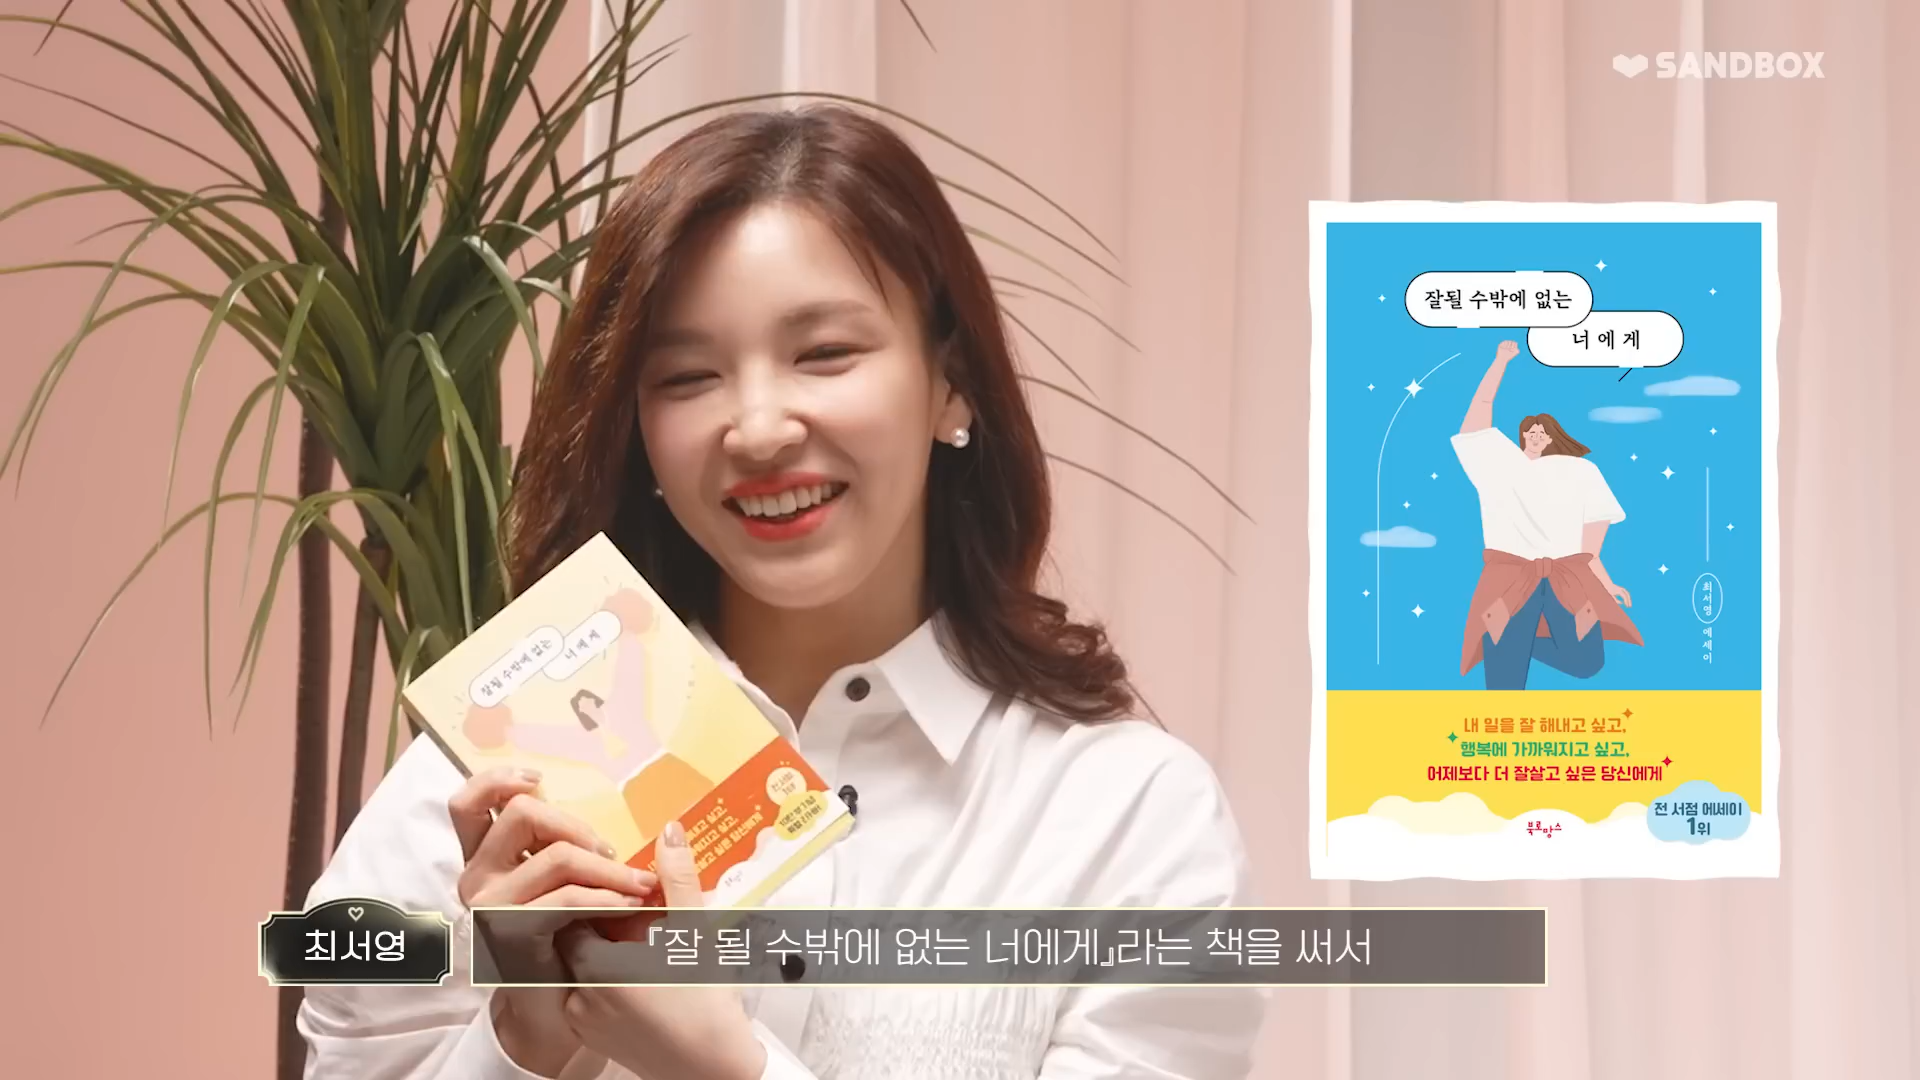 SANDBOX
잘될 수밖에 없는
너에게
최서영
에세이
내 일을 잘 해내고 싶고,
행복에 가까워지고 싶고,
어제보다 더 잘살고 싶은 당신에게
전 서점 에세이
1위
북로망스
잘될 수밖에 없는
너에게
최서영
『잘 될 수밖에 없는 너에게』라는 책을 써서